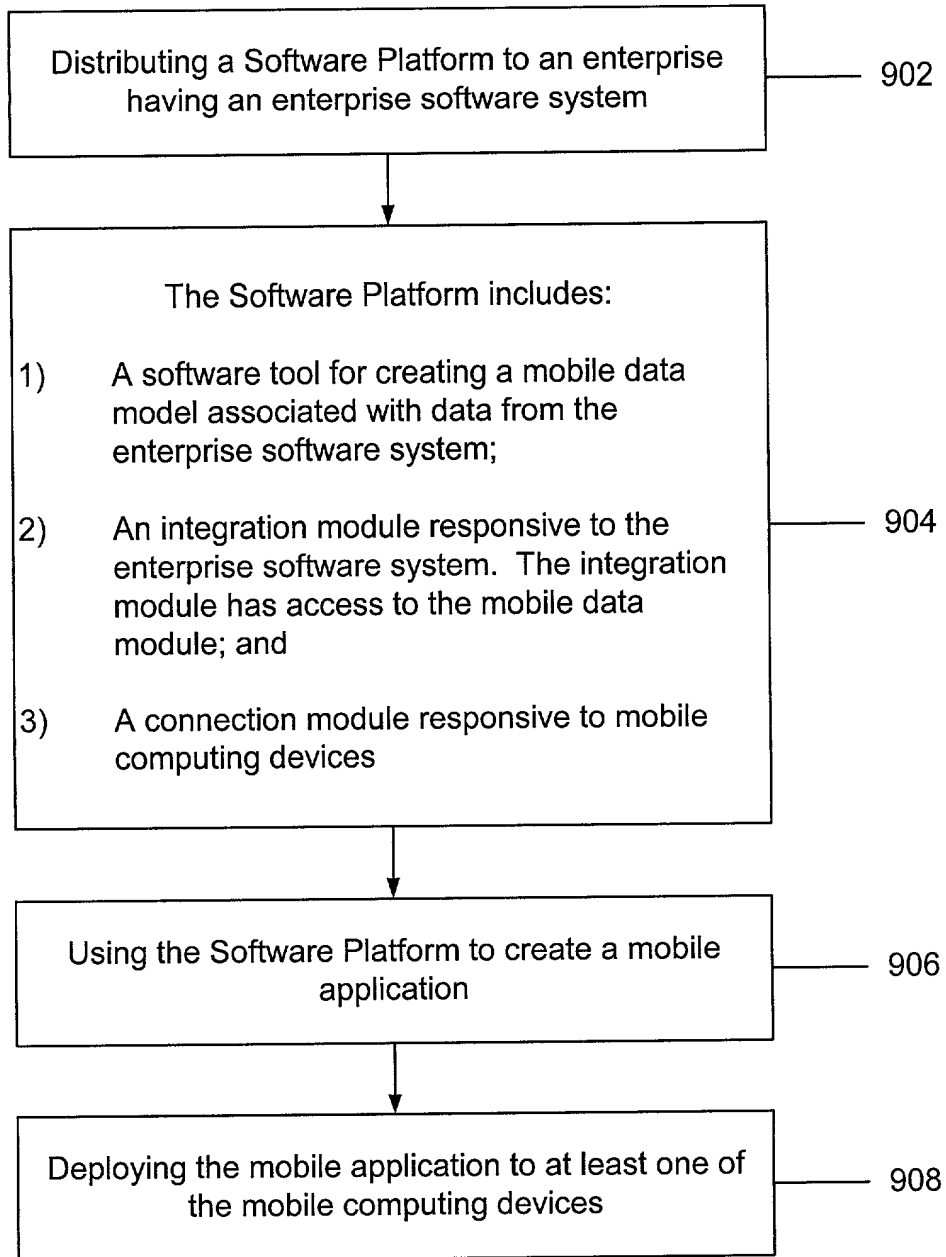 Distributing a Software Platform to an enterprise
having an enterprise software system
902
The Software Platform includes:
1) A software tool for creating a mobile data
model associated with data from the
enterprise software system;
2) An integration module responsive to the
enterprise software system. The integration
module has access to the mobile data
module; and
3) A connection module responsive to mobile
computing devices
904
Using the Software Platform to create a mobile
application
906
Deploying the mobile application to at least one of
the mobile computing devices
908